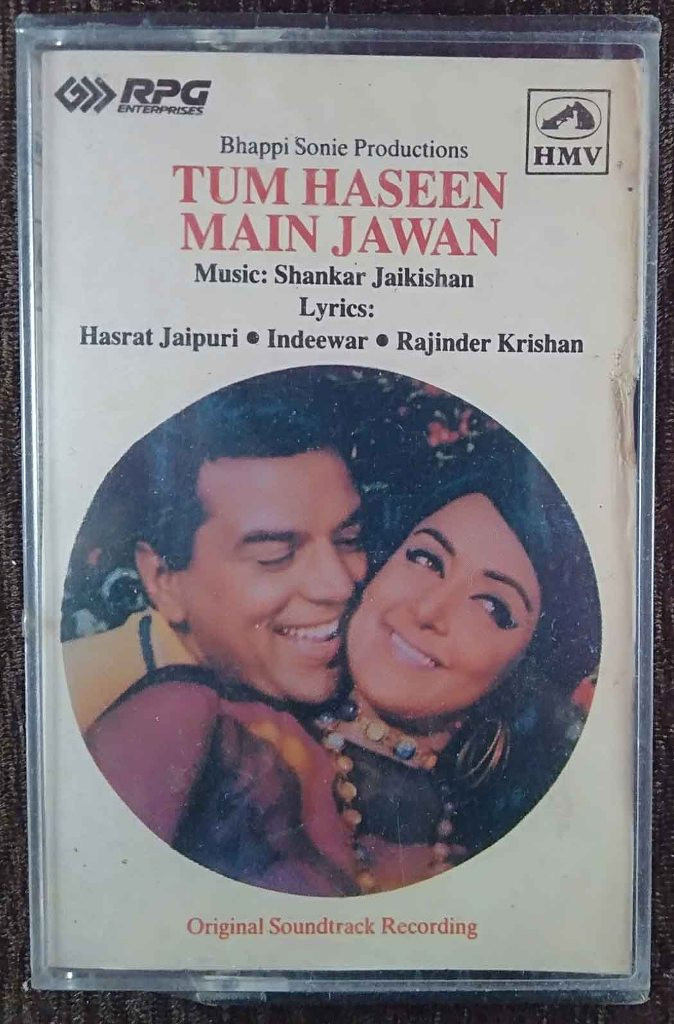 RPG
ENTERPRISES
HMV
Bhappi Sonie Productions
TUM HASEEN
MAIN JAWAN
Music: Shankar Jaikishan
Lyrics:
Hasrat Jaipuri ● Indeewar ● Rajinder Krishan
Original Soundtrack Recording